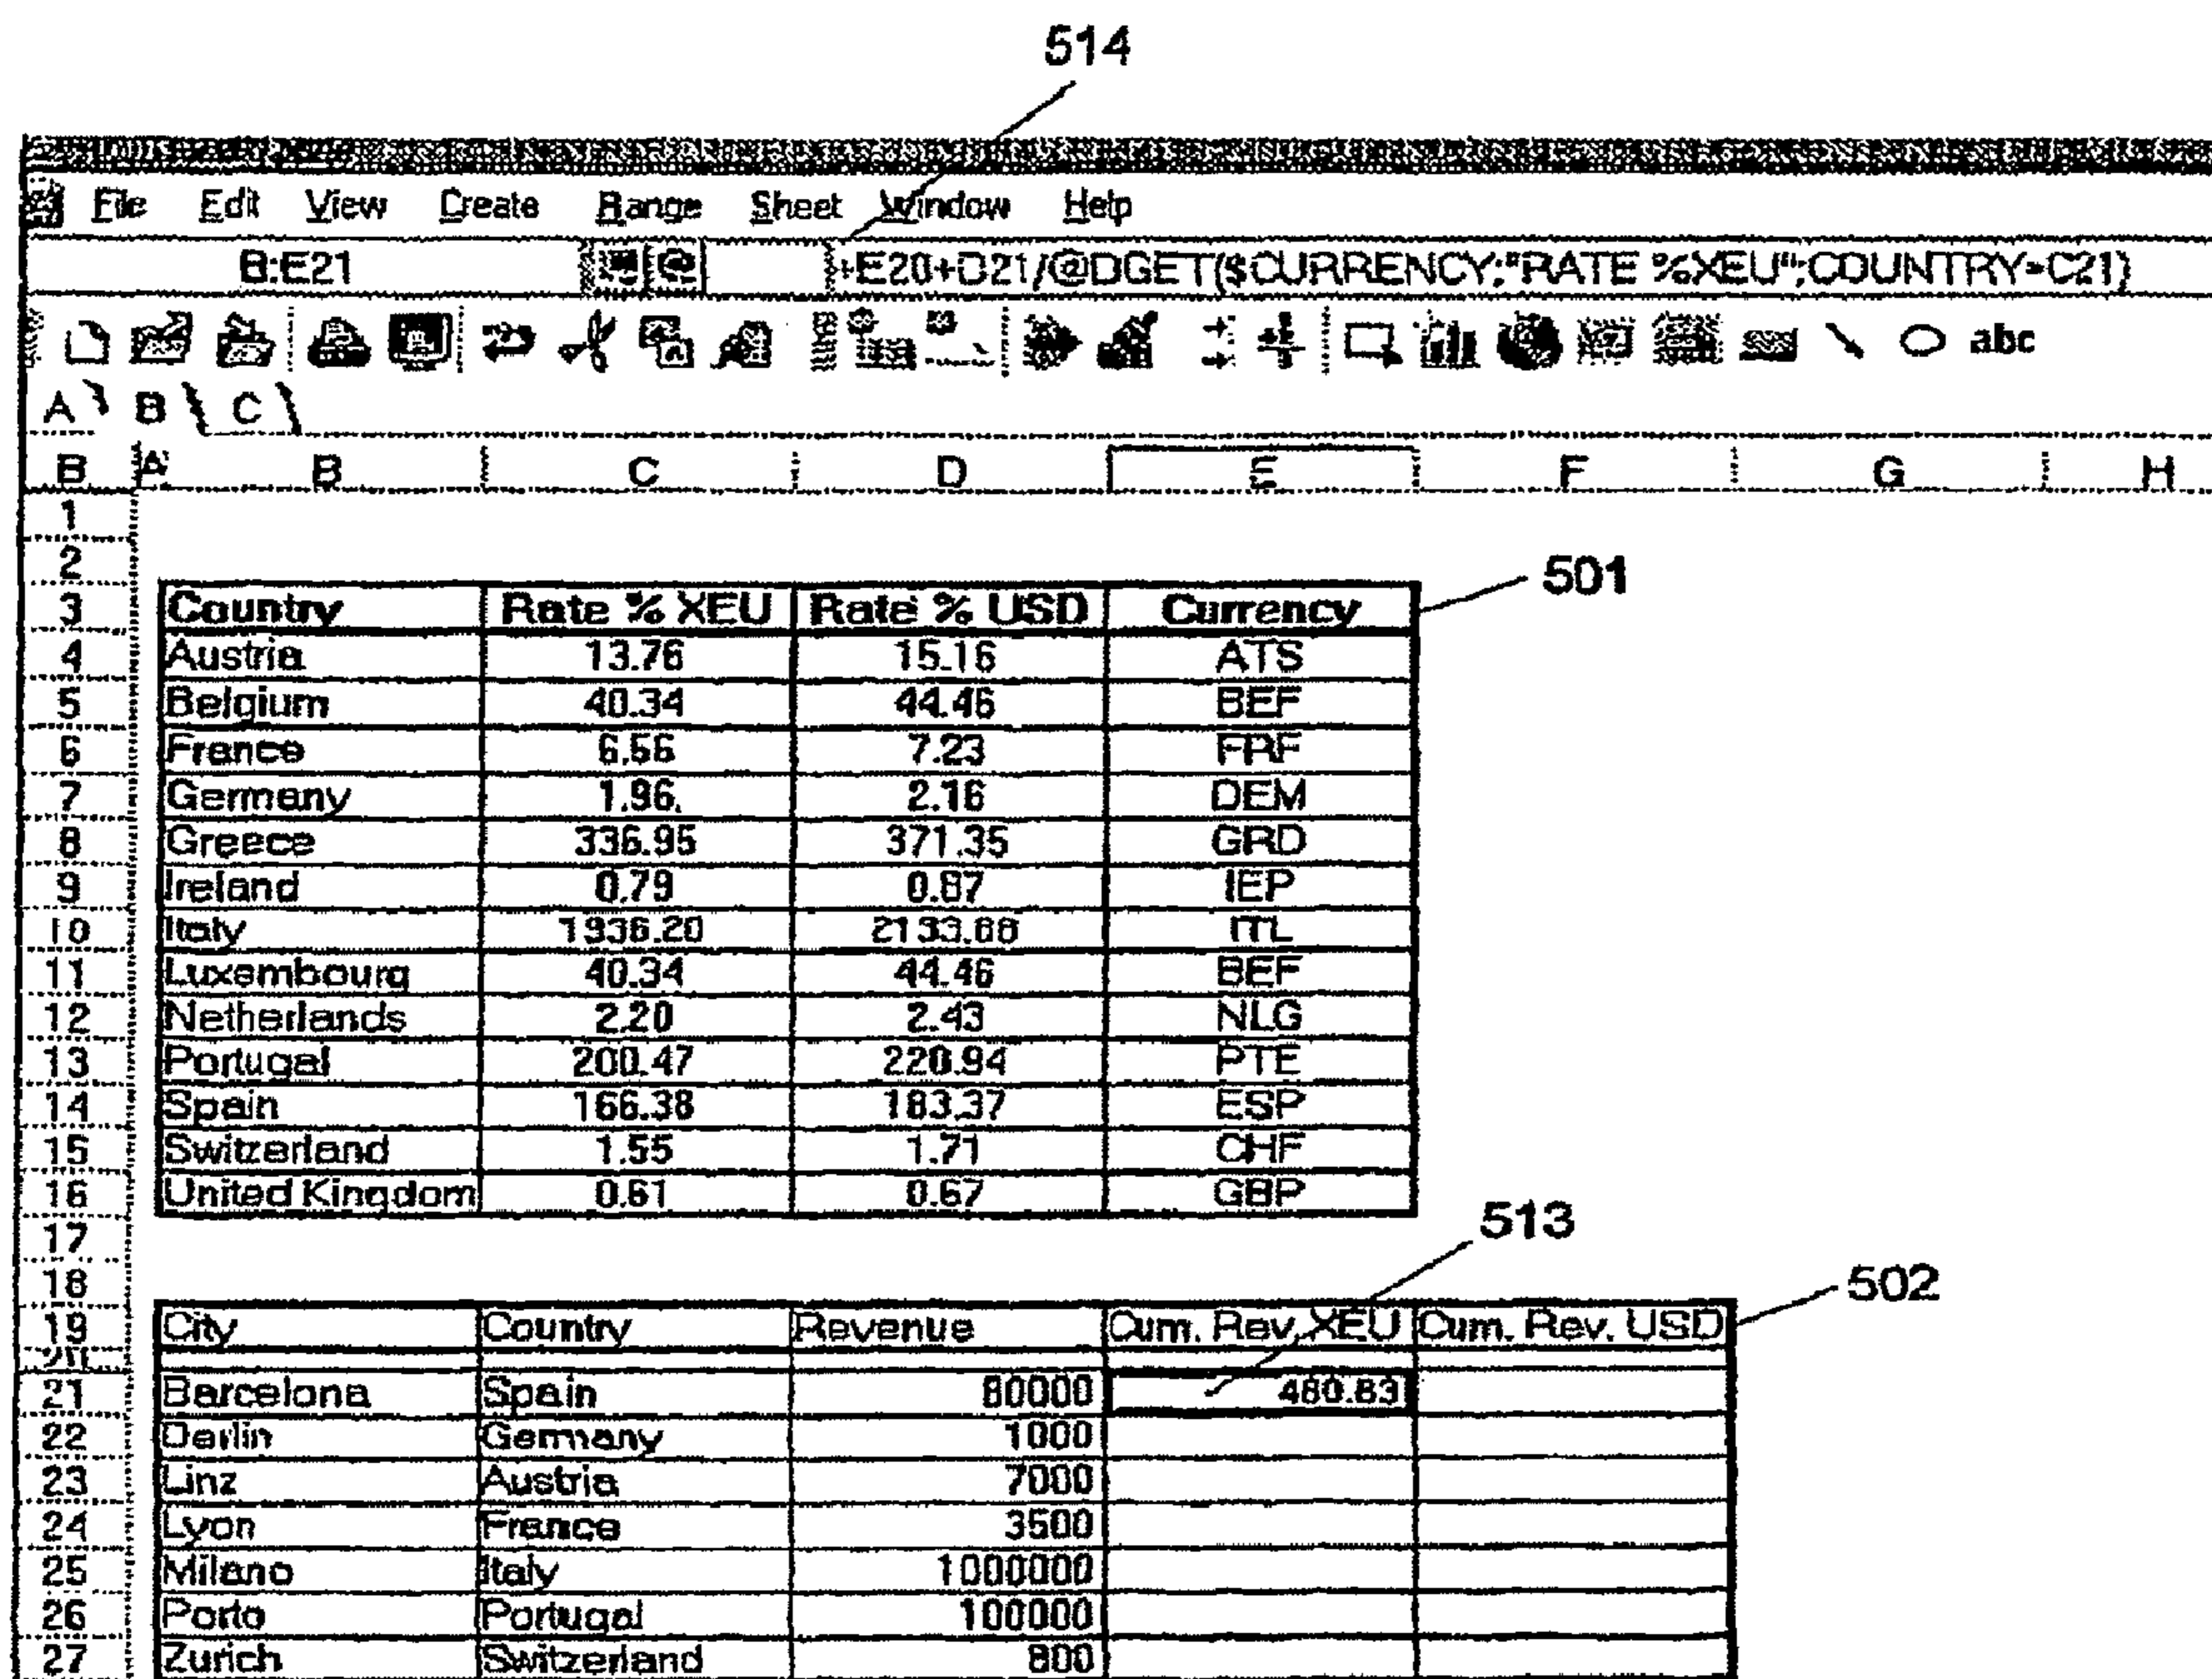 514
File Edit View Create Range Sheet Window Help
B:E21 @ +E20+D21/@DGET($CURRENCY;"RATE %XEU";COUNTRY=C21)
abc
A B C
B A B C D E F G H
1
2
501
3 Country Rate % XEU Rate % USD Currency
4 Austria 13.76 15.16 ATS
5 Belgium 40.34 44.46 BEF
6 France 6.56 7.23 FRF
7 Germany 1.96 2.16 DEM
8 Greece 336.95 371.35 GRD
9 Ireland 0.79 0.87 IEP
10 Italy 1936.20 2133.88 ITL
11 Luxembourg 40.34 44.46 BEF
12 Netherlands 2.20 2.43 NLG
13 Portugal 200.47 220.94 PTE
14 Spain 166.38 183.37 ESP
15 Switzerland 1.55 1.71 CHF
16 United Kingdom 0.61 0.67 GBP
17
513
18
502
19 City Country Revenue Cum. Rev. XEU Cum. Rev. USD
20
21 Barcelona Spain 80000 480.83
22 Berlin Germany 1000
23 Linz Austria 7000
24 Lyon France 3500
25 Milano Italy 1000000
26 Porto Portugal 100000
27 Zurich Switzerland 800